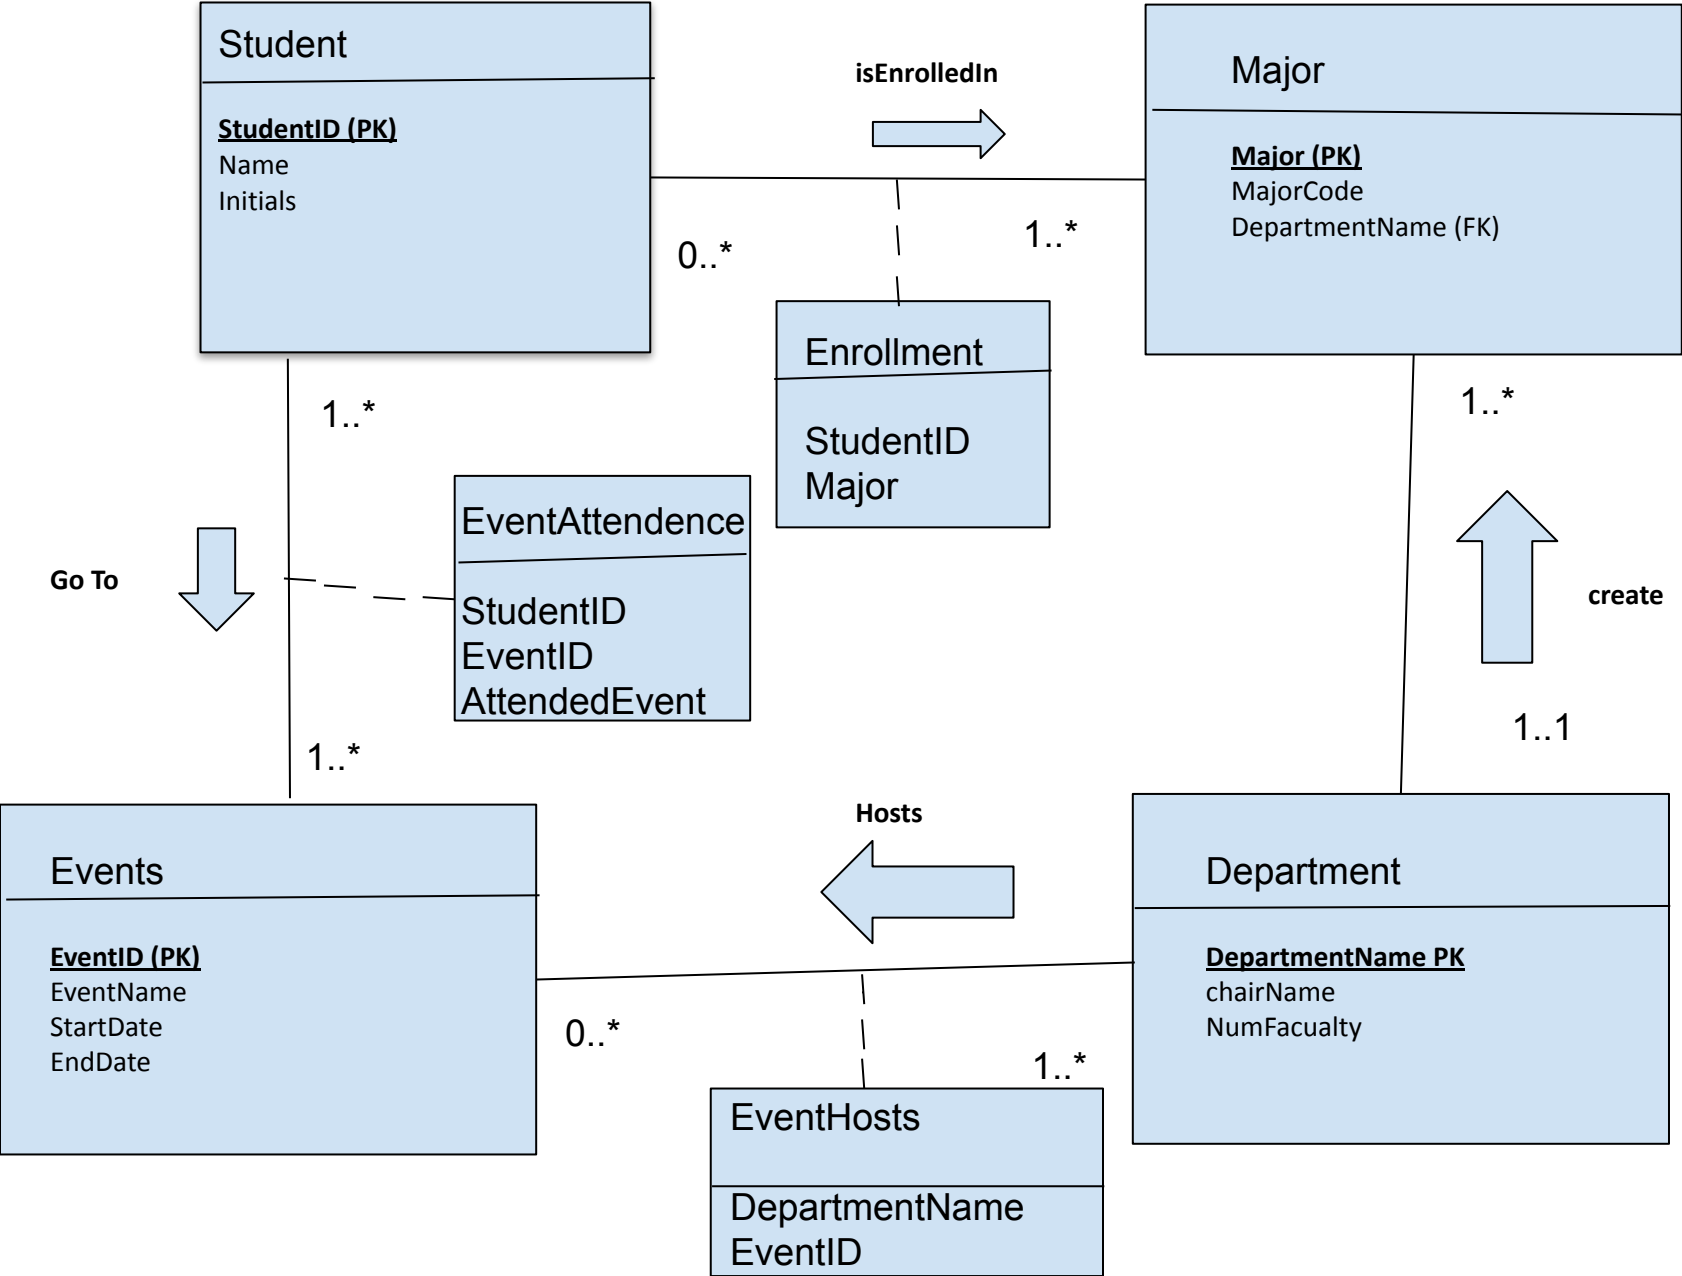 Student
StudentID (PK)
Name
Initials
isEnrolledIn
Major
Major (PK)
MajorCode
DepartmentName (FK)
0..*
1..*
Enrollment
StudentID
Major
1..*
1..*
EventAttendence
StudentID
EventID
AttendedEvent
Go To
create
1..*
1..1
Events
EventID (PK)
EventName
StartDate
EndDate
Hosts
Department
DepartmentName PK
chairName
NumFacualty
0..*
1..*
EventHosts
DepartmentName
EventID